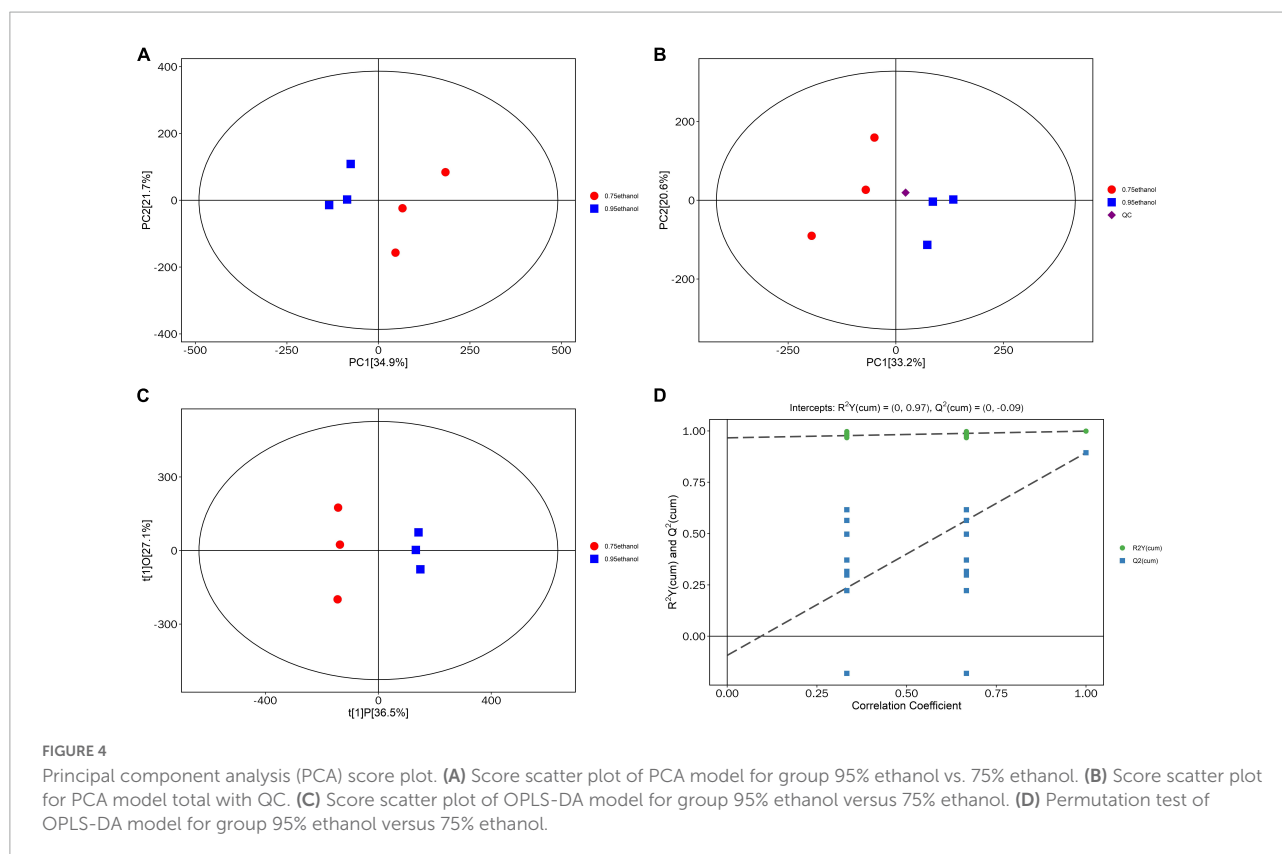 A
400
200
0
-200
-400
PC2[21.7%]
-500
-250
0
250
500
PC1[34.9%]
0.75ethanol
0.95ethanol
B
200
0
-200
PC2[20.6%]
-250
0
250
PC1[33.2%]
0.75ethanol
0.95ethanol
QC
C
300
0
-300
t[1]O[27.1%]
-400
0
400
t[1]P[36.5%]
0.75ethanol
0.95ethanol
D
Intercepts: R²Y(cum) = (0, 0.97), Q²(cum) = (0, -0.09)
1.00
0.75
0.50
0.25
0.00
R²Y(cum) and Q²(cum)
0.00
0.25
0.50
0.75
1.00
Correlation Coefficient
R2Y(cum)
Q2(cum)
FIGURE 4
Principal component analysis (PCA) score plot. (A) Score scatter plot of PCA model for group 95% ethanol vs. 75% ethanol. (B) Score scatter plot
for PCA model total with QC. (C) Score scatter plot of OPLS-DA model for group 95% ethanol versus 75% ethanol. (D) Permutation test of
OPLS-DA model for group 95% ethanol versus 75% ethanol.